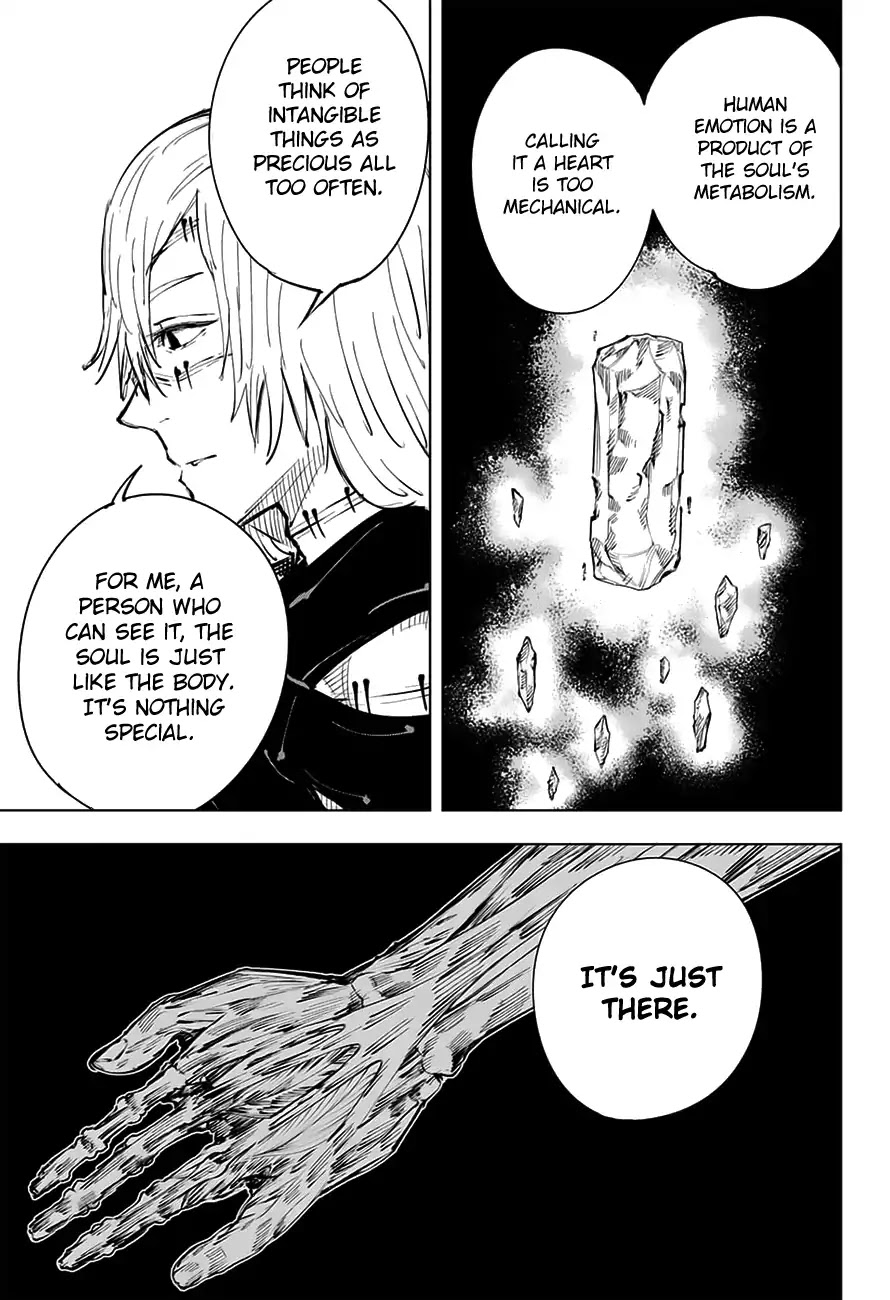 HUMAN
EMOTION IS A
PRODUCT OF
THE SOUL'S
METABOLISM.
CALLING
IT A HEART
IS TOO
MECHANICAL.
PEOPLE
THINK OF
INTANGIBLE
THINGS AS
PRECIOUS ALL
TOO OFTEN.
FOR ME, A
PERSON WHO
CAN SEE IT, THE
SOUL IS JUST
LIKE THE BODY.
IT'S NOTHING
SPECIAL.
IT'S JUST
THERE.